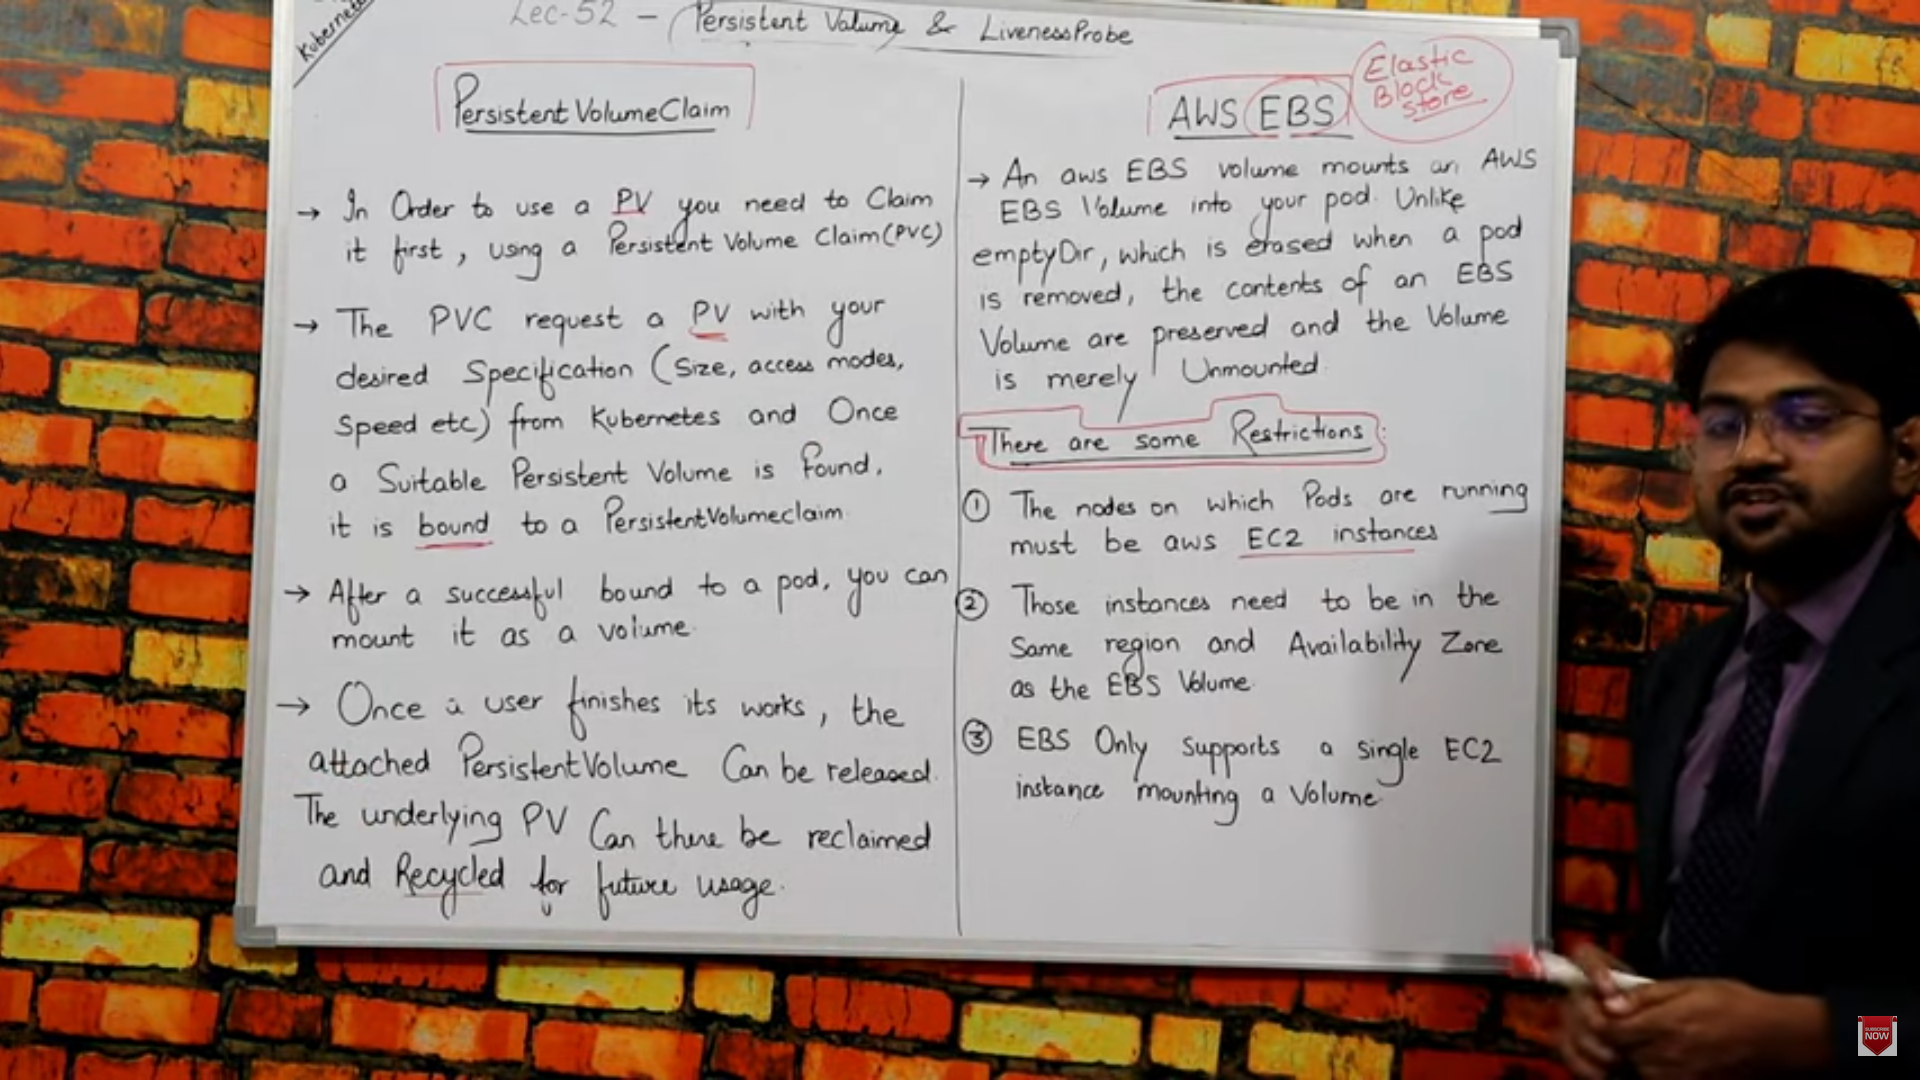 Kubernetes
Lec-52 - Persistent Volume & LivenessProbe
PersistentVolumeClaim
→ In Order to use a PV you need to Claim
it first, using a Persistent Volume Claim (PVC)
→ The PVC request a PV with your
desired Specification (Size, access modes,
Speed etc) from Kubernetes and Once
a Suitable Persistent Volume is found,
it is bound to a PersistentVolumeclaim
→ After a successful bound to a pod, you can
mount it as a volume.
→ Once a user finishes its works, the
attached PersistentVolume Can be released.
The underlying PV Can then be reclaimed
and Recycled for future usage.
AWS EBS
Elastic
Block
Store
→ An aws EBS volume mounts an AWS
EBS Volume into your pod. Unlike
emptyDir, which is erased when a pod
is removed, the contents of an EBS
Volume are preserved and the Volume
is merely Unmounted.
There are some Restrictions:
① The nodes on which Pods are running
must be aws EC2 instances
② Those instances need to be in the
Same region and Availability Zone
as the EBS Volume.
③ EBS Only supports a single EC2
instance mounting a Volume.
SUBSCRIBE
NOW